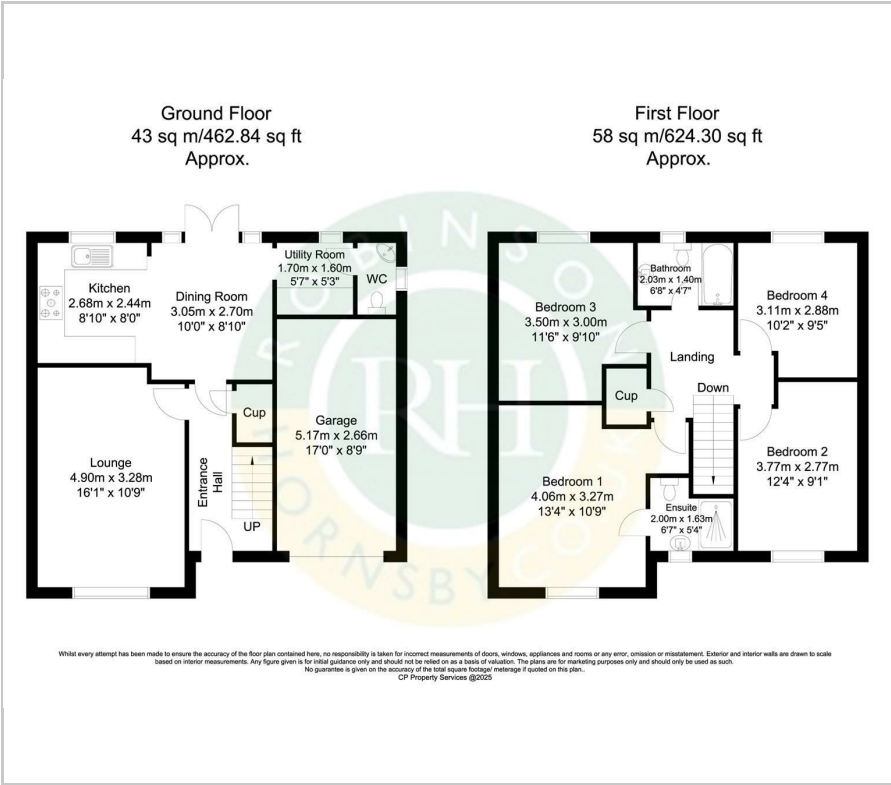 Ground Floor
43 sq m/462.84 sq ft
Approx.
First Floor
58 sq m/624.30 sq ft
Approx.
Kitchen
2.68m x 2.44m
8'10" x 8'0"
Dining Room
3.05m x 2.70m
10'0" x 8'10"
Utility Room
1.70m x 1.60m
5'7" x 5'3"
WC
Cup
Garage
5.17m x 2.66m
17'0" x 8'9"
Lounge
4.90m x 3.28m
16'1" x 10'9"
Entrance
Hall
UP
Bedroom 3
3.50m x 3.00m
11'6" x 9'10"
Bathroom
2.03m x 1.40m
6'8" x 4'7"
Bedroom 4
3.11m x 2.88m
10'2" x 9'5"
Landing
Down
Cup
Bedroom 1
4.06m x 3.27m
13'4" x 10'9"
Ensuite
2.00m x 1.63m
6'7" x 5'4"
Bedroom 2
3.77m x 2.77m
12'4" x 9'1"
ROBINSON
RH
HORNSBY COUNTRY
Whilst every attempt has been made to ensure the accuracy of the floor plan contained here, no responsibility is taken for incorrect measurements of doors, windows, appliances and rooms or any error, omission or misstatement. Exterior and interior walls are drawn to scale
based on interior measurements. Any figure given is for initial guidance only and should not be relied on as a basis of valuation. The plans are for marketing purposes only and should only be used as such.
No guarantee is given on the accuracy of the total square footage/ meterage if quoted on this plan..
CP Property Services @2025